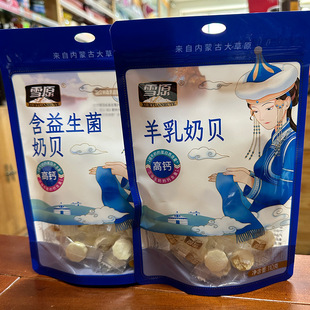 来自内蒙古大草原
雪原
含益生菌
奶贝
高钙
来自内蒙古大草原
雪原
羊乳奶贝
高钙